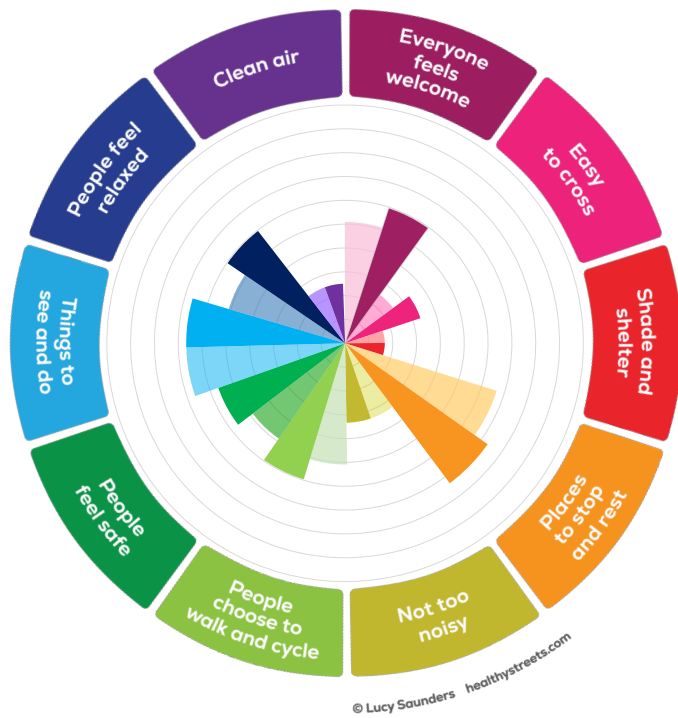 Everyone
feels
welcome
Easy
to cross
Shade and
shelter
Places
to stop
and rest
Not too
noisy
People
choose to
walk and cycle
People
feel safe
Things to
see and do
People feel
relaxed
Clean air
© Lucy Saunders healthystreets.com